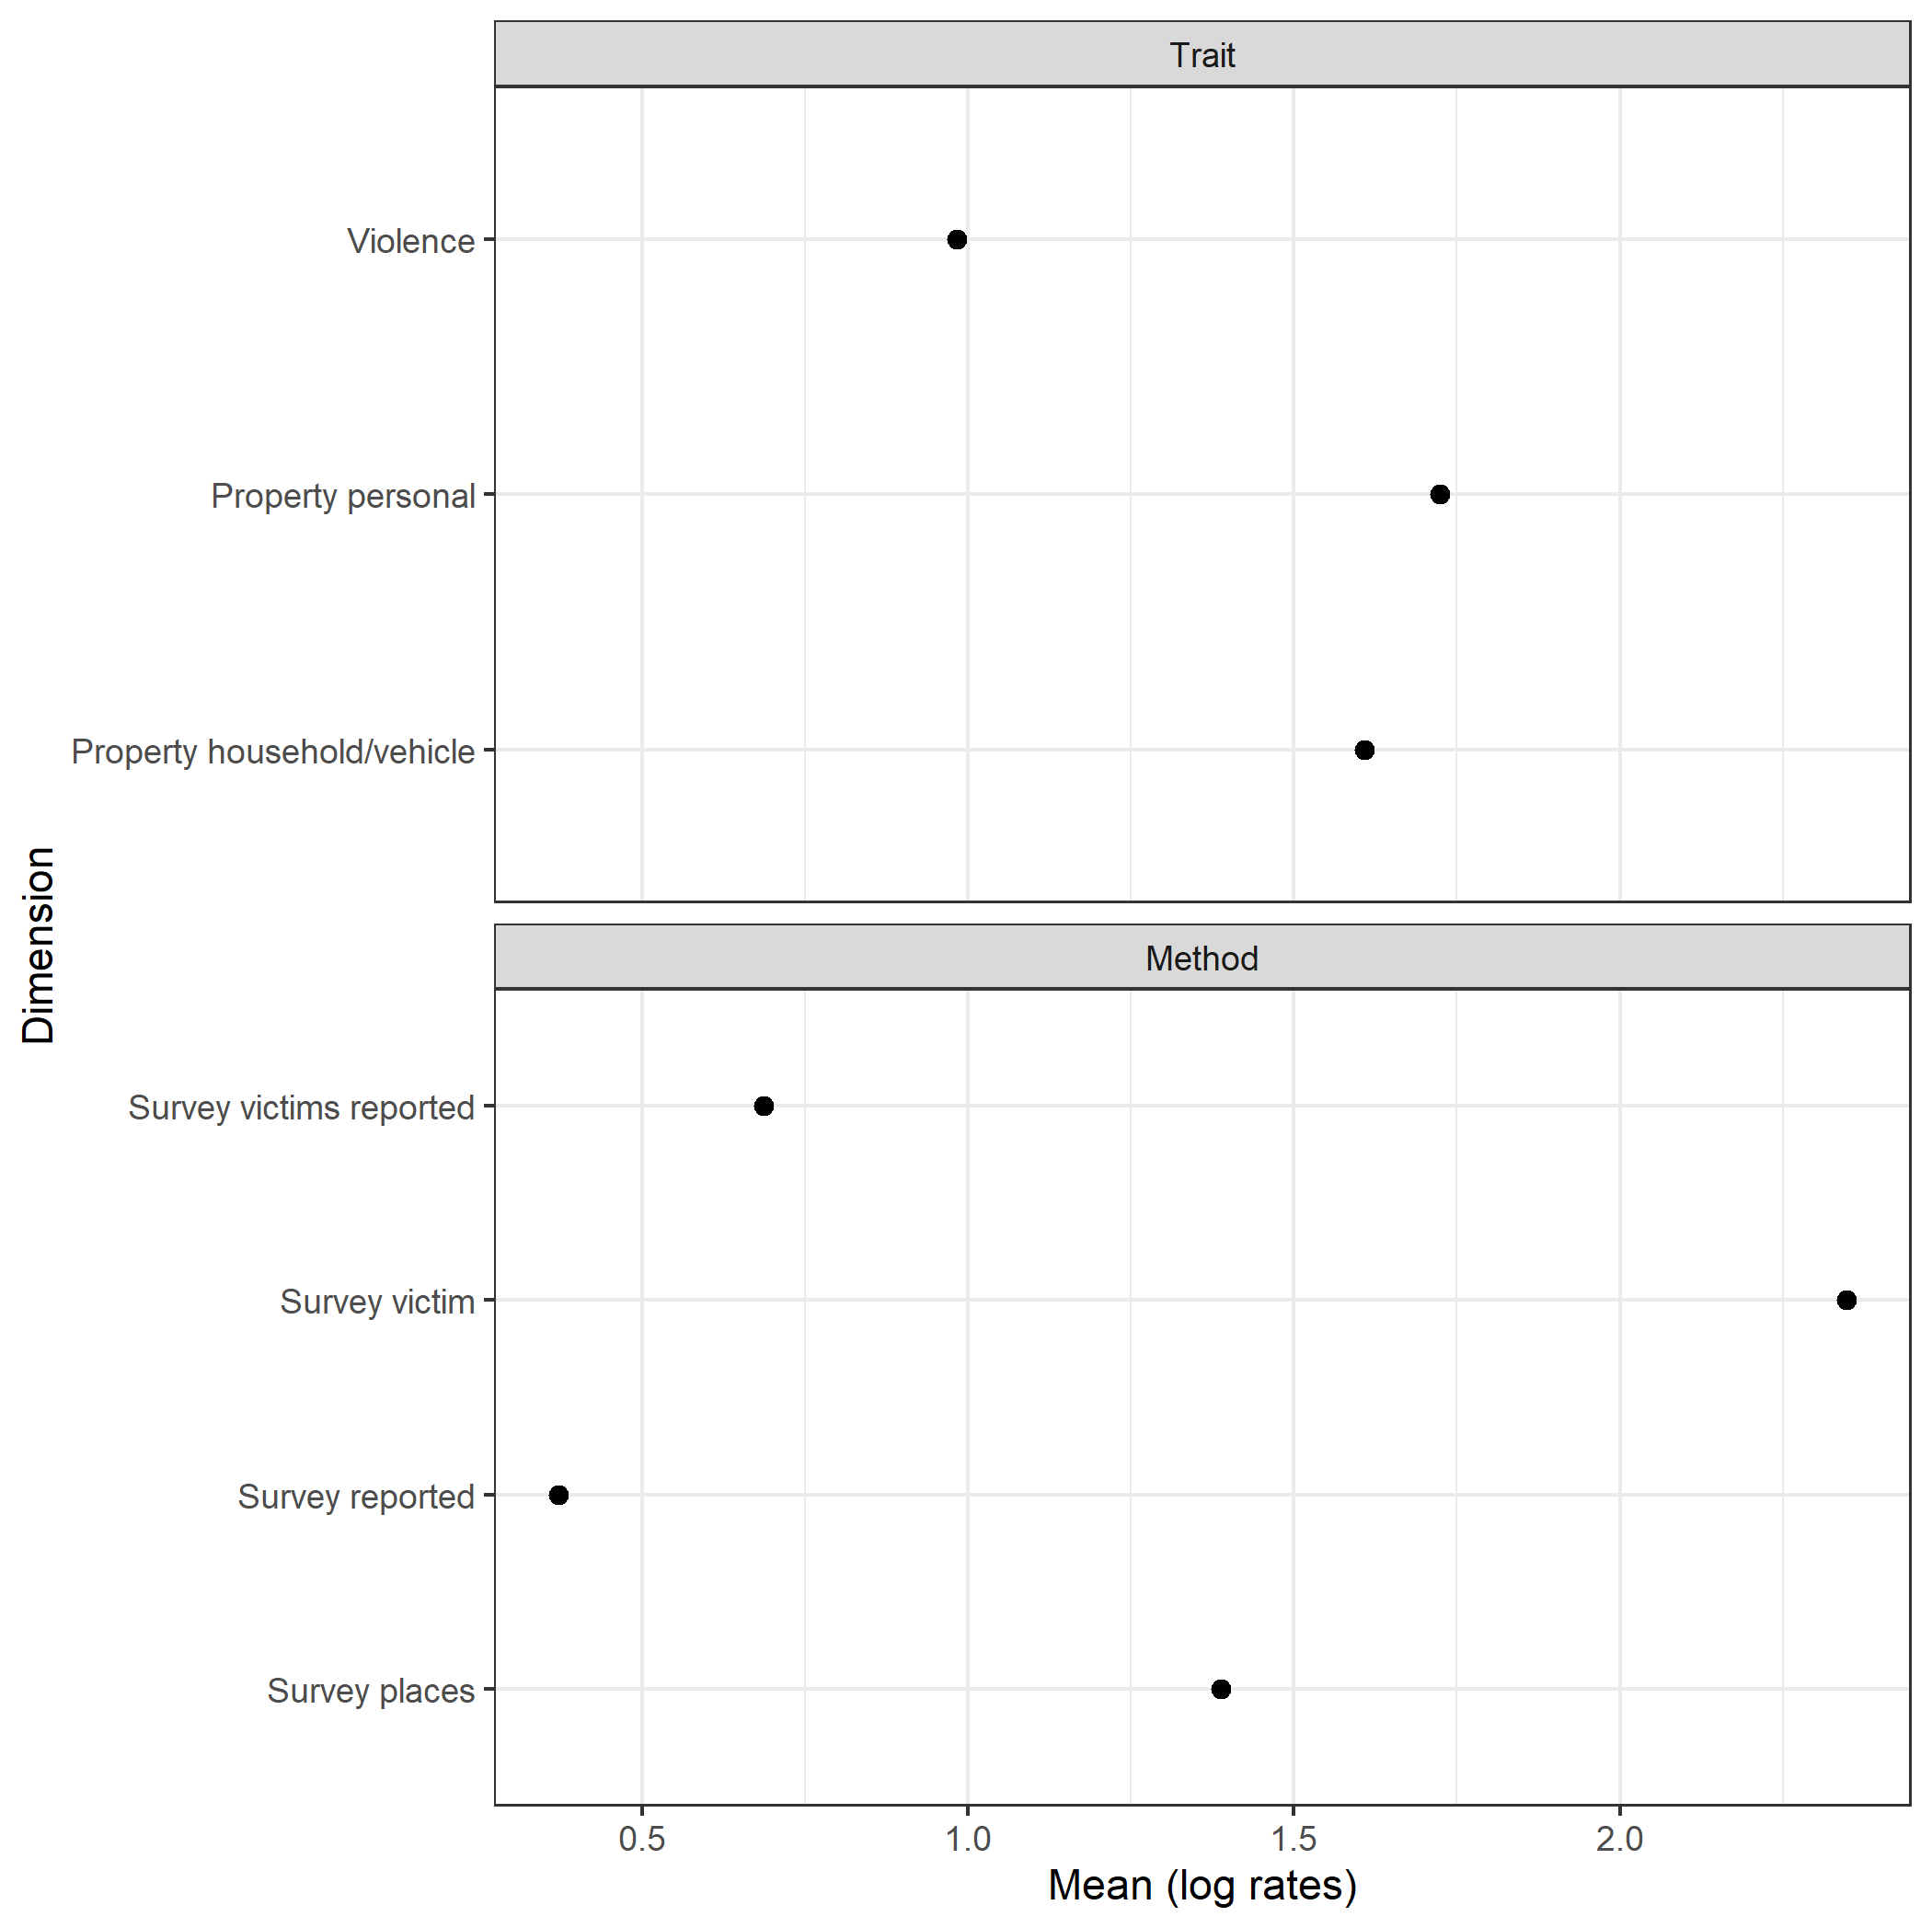 Trait
Violence
Property personal
Property household/vehicle
Dimension
Method
Survey victims reported
Survey victim
Survey reported
Survey places
0.5 1.0 1.5 2.0
Mean (log rates)